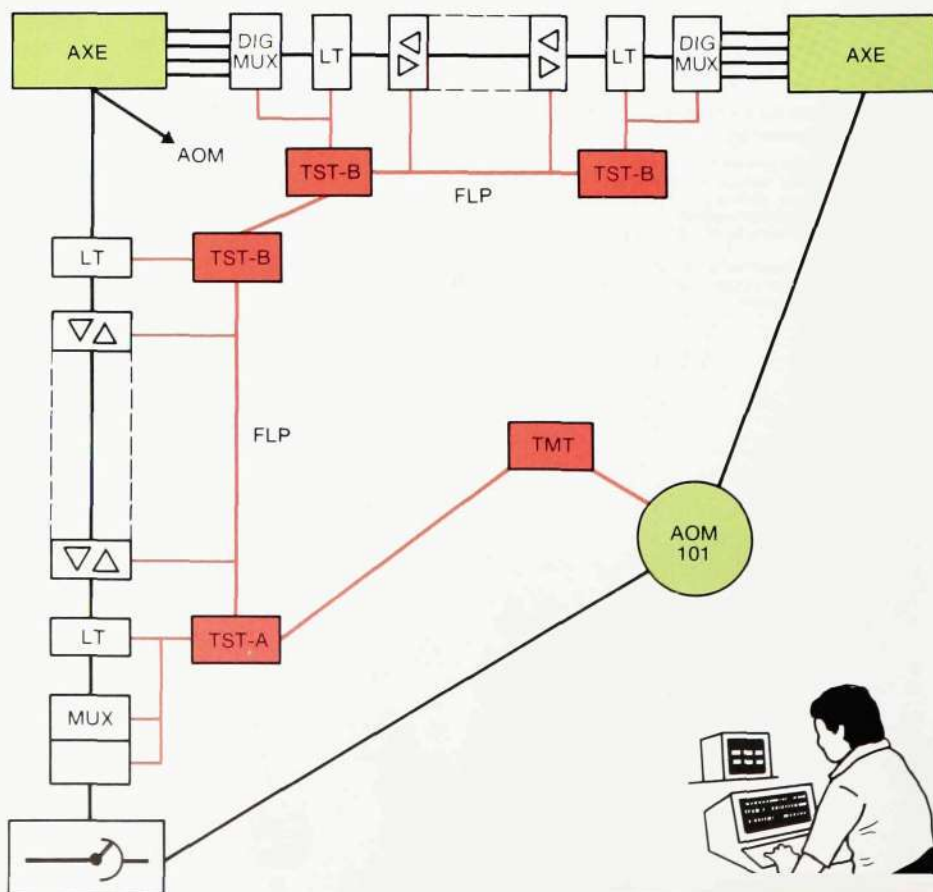 AXE
DIG
MUX
LT
LT
DIG
MUX
AXE
AOM
TST-B
TST-B
FLP
LT
TST-B
FLP
TMT
AOM
101
LT
TST-A
MUX